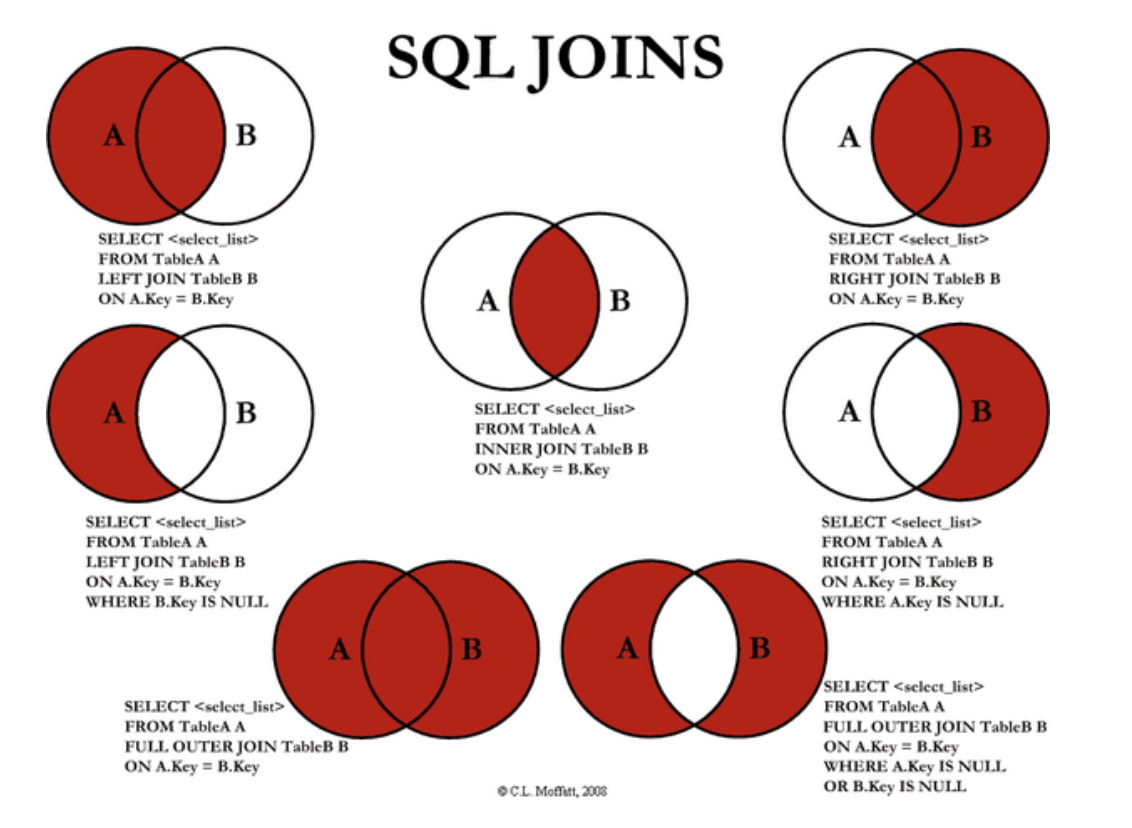 SQL JOINS
A B
SELECT <select_list>
FROM TableA A
LEFT JOIN TableB B
ON A.Key = B.Key
A B
SELECT <select_list>
FROM TableA A
RIGHT JOIN TableB B
ON A.Key = B.Key
A B
SELECT <select_list>
FROM TableA A
INNER JOIN TableB B
ON A.Key = B.Key
A B
SELECT <select_list>
FROM TableA A
LEFT JOIN TableB B
ON A.Key = B.Key
WHERE B.Key IS NULL
A B
SELECT <select_list>
FROM TableA A
RIGHT JOIN TableB B
ON A.Key = B.Key
WHERE A.Key IS NULL
A B
SELECT <select_list>
FROM TableA A
FULL OUTER JOIN TableB B
ON A.Key = B.Key
A B
SELECT <select_list>
FROM TableA A
FULL OUTER JOIN TableB B
ON A.Key = B.Key
WHERE A.Key IS NULL
OR B.Key IS NULL
© C.L. Moffatt, 2008